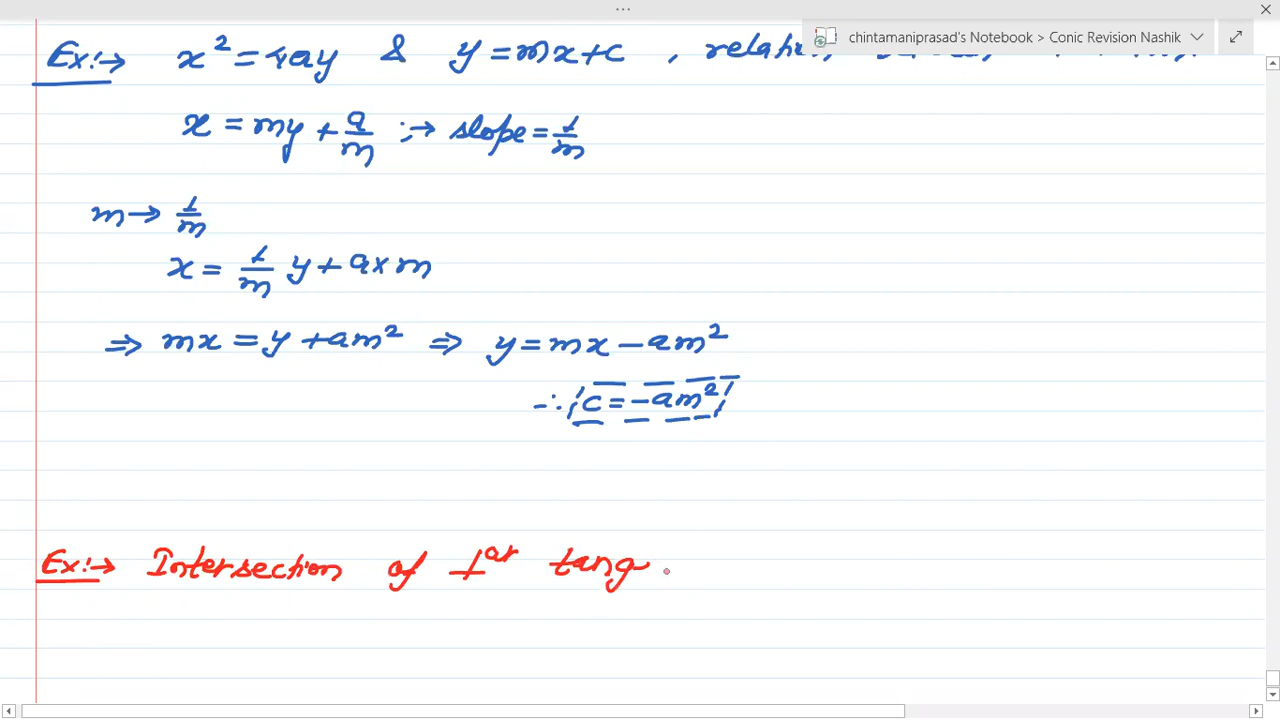 ...
chintamaniprasad's Notebook > Conic Revision Nashik
Ex:→ x² = 4ay & y = mx + c ,
x = my + a/m ;→ slope = 1/m
m → 1/m
x = 1/m y + a × m
⇒ mx = y + am² ⇒ y = mx - am²
∴ c = -am²
Ex:→ Intersection of ⊥ar tang